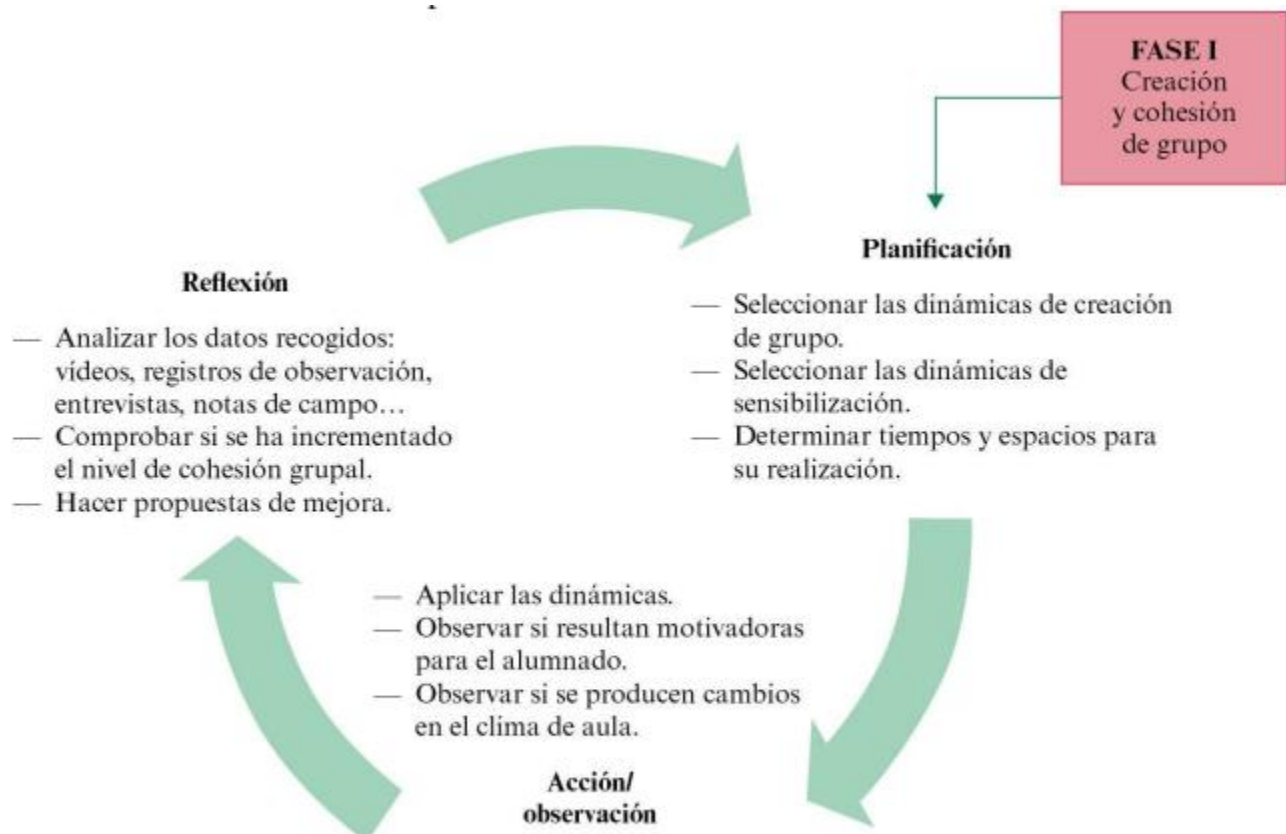 FASE I
Creación
y cohesión
de grupo
Planificación
— Seleccionar las dinámicas de creación
de grupo.
— Seleccionar las dinámicas de
sensibilización.
— Determinar tiempos y espacios para
su realización.
Reflexión
— Analizar los datos recogidos:
vídeos, registros de observación,
entrevistas, notas de campo…
— Comprobar si se ha incrementado
el nivel de cohesión grupal.
— Hacer propuestas de mejora.
— Aplicar las dinámicas.
— Observar si resultan motivadoras
para el alumnado.
— Observar si se producen cambios
en el clima de aula.
Acción/
observación